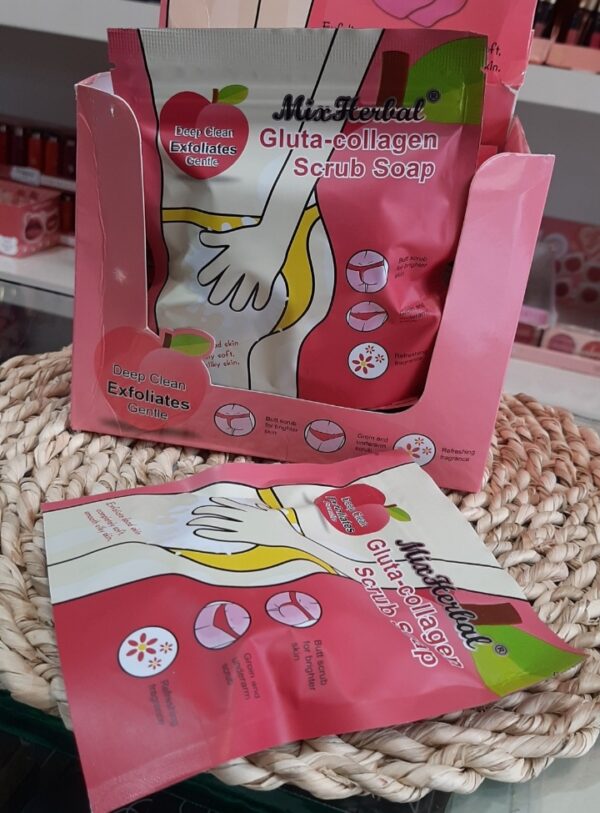 Deep Clean
Exfoliates
Gentle
MixHerbal®
Gluta-collagen
Scrub Soap
Butt scrub
for brighter
skin
Refreshing
fragrance
Deep Clean
Exfoliates
Gentle
Butt scrub
for brighter
skin
Groin and
underarm
scrub
Refreshing
fragrance
Deep Clean
Exfoliates
Gentle
MixHerbal®
Gluta-collagen
Scrub Soap
Butt scrub
for brighter
skin
Groin and
underarm
Refreshing
fragrance